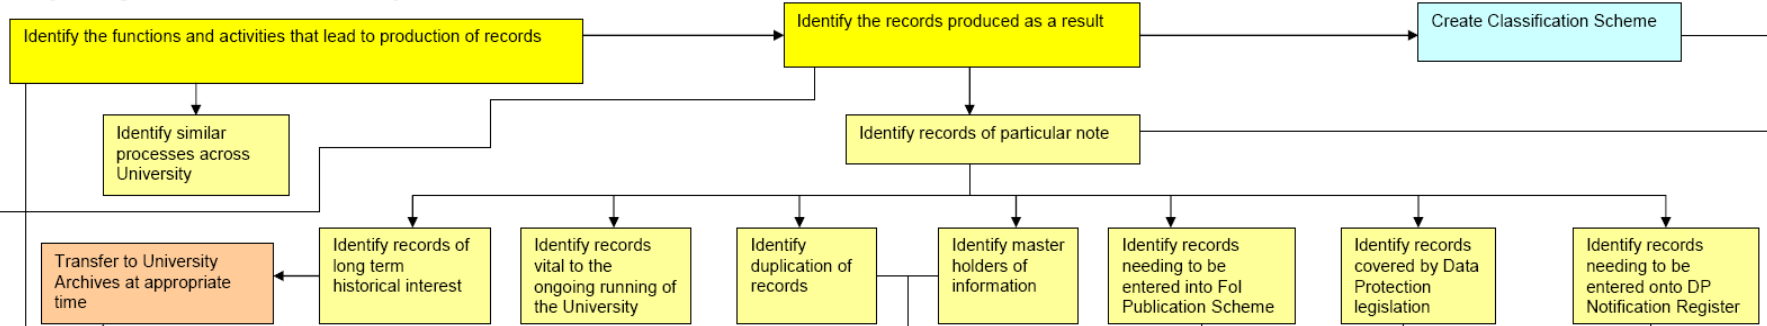 Identify the functions and activities that lead to production of records
Identify the records produced as a result
Create Classification Scheme
Identify similar
processes across
University
Identify records of particular note
Transfer to University
Archives at appropriate
time
Identify records of
long term
historical interest
Identify records
vital to the
ongoing running of
the University
Identify
duplication of
records
Identify master
holders of
information
Identify records
needing to be
entered into FoI
Publication Scheme
Identify records
covered by Data
Protection
legislation
Identify records
needing to be
entered onto DP
Notification Register